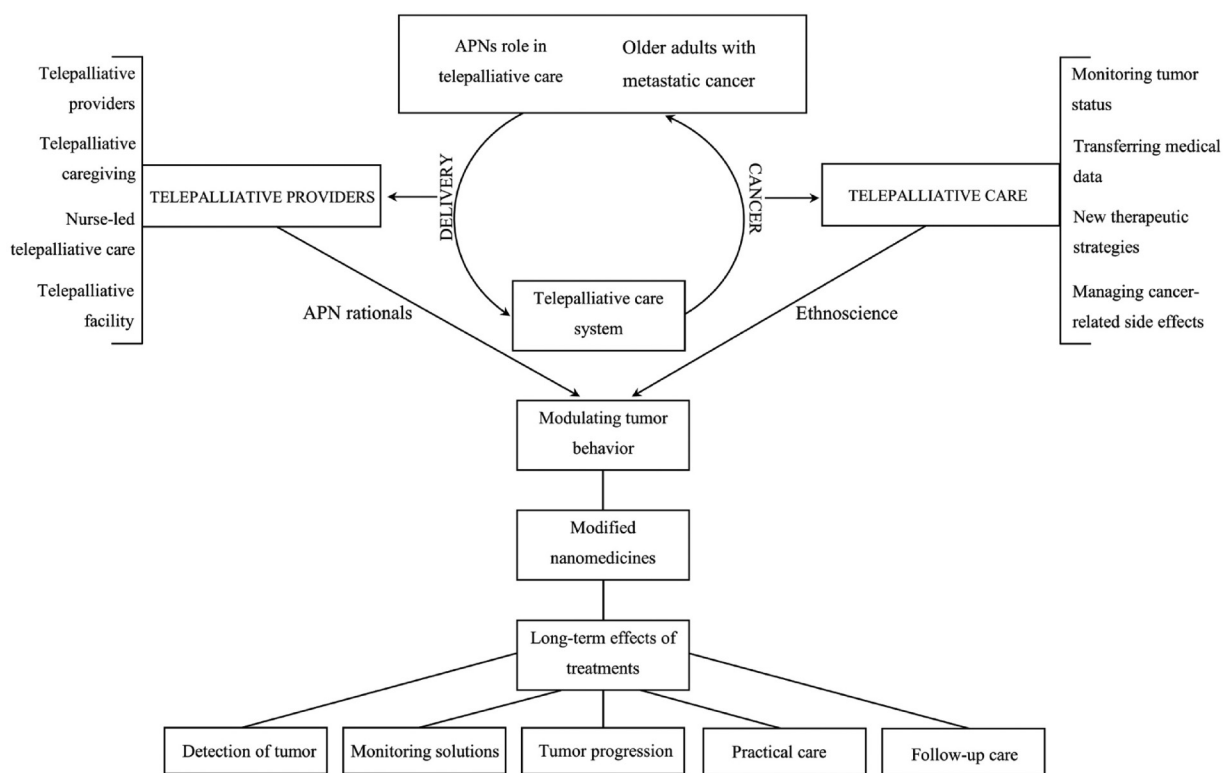 APNs role in
telepalliative care
Older adults with
metastatic cancer
Telepalliative
providers
Telepalliative
caregiving
Nurse-led
telepalliative care
Telepalliative
facility
TELEPALLIATIVE PROVIDERS
DELIVERY
CANCER
TELEPALLIATIVE CARE
Monitoring tumor
status
Transferring medical
data
New therapeutic
strategies
Managing cancer-
related side effects
Telepalliative care
system
APN rationals
Ethnoscience
Modulating tumor
behavior
Modified
nanomedicines
Long-term effects of
treatments
Detection of tumor
Monitoring solutions
Tumor progression
Practical care
Follow-up care